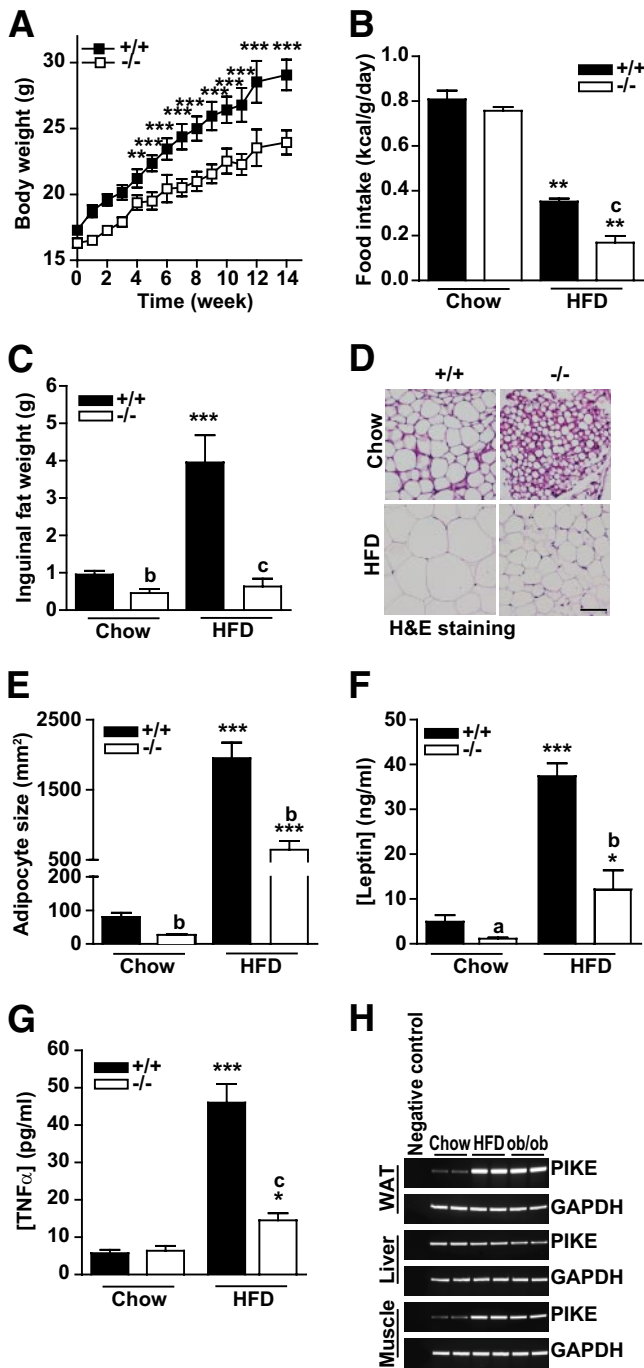 A
+/+
-/-
Body weight (g)
30
25
20
15
** *** *** *** *** *** *** *** *** ***
0 2 4 6 8 10 12 14
Time (week)
B
+/+
-/-
Food intake (kcal/g/day)
1.0
0.8
0.6
0.4
0.2
0.0
**
c
**
Chow HFD
C
+/+
-/-
Inguinal fat weight (g)
6
5
4
3
2
1
0
b
***
c
Chow HFD
D
+/+ -/-
Chow
HFD
H&E staining
E
+/+
-/-
Adipocyte size (mm²)
2500
1500
500
100
50
0
b
***
b
***
Chow HFD
F
+/+
-/-
[Leptin] (ng/ml)
50
40
30
20
10
0
a
***
b
*
Chow HFD
G
+/+
-/-
[TNFα] (pg/ml)
60
50
40
30
20
10
0
***
c
*
Chow HFD
H
Negative control
Chow HFD ob/ob
WAT
PIKE
GAPDH
Liver
PIKE
GAPDH
Muscle
PIKE
GAPDH